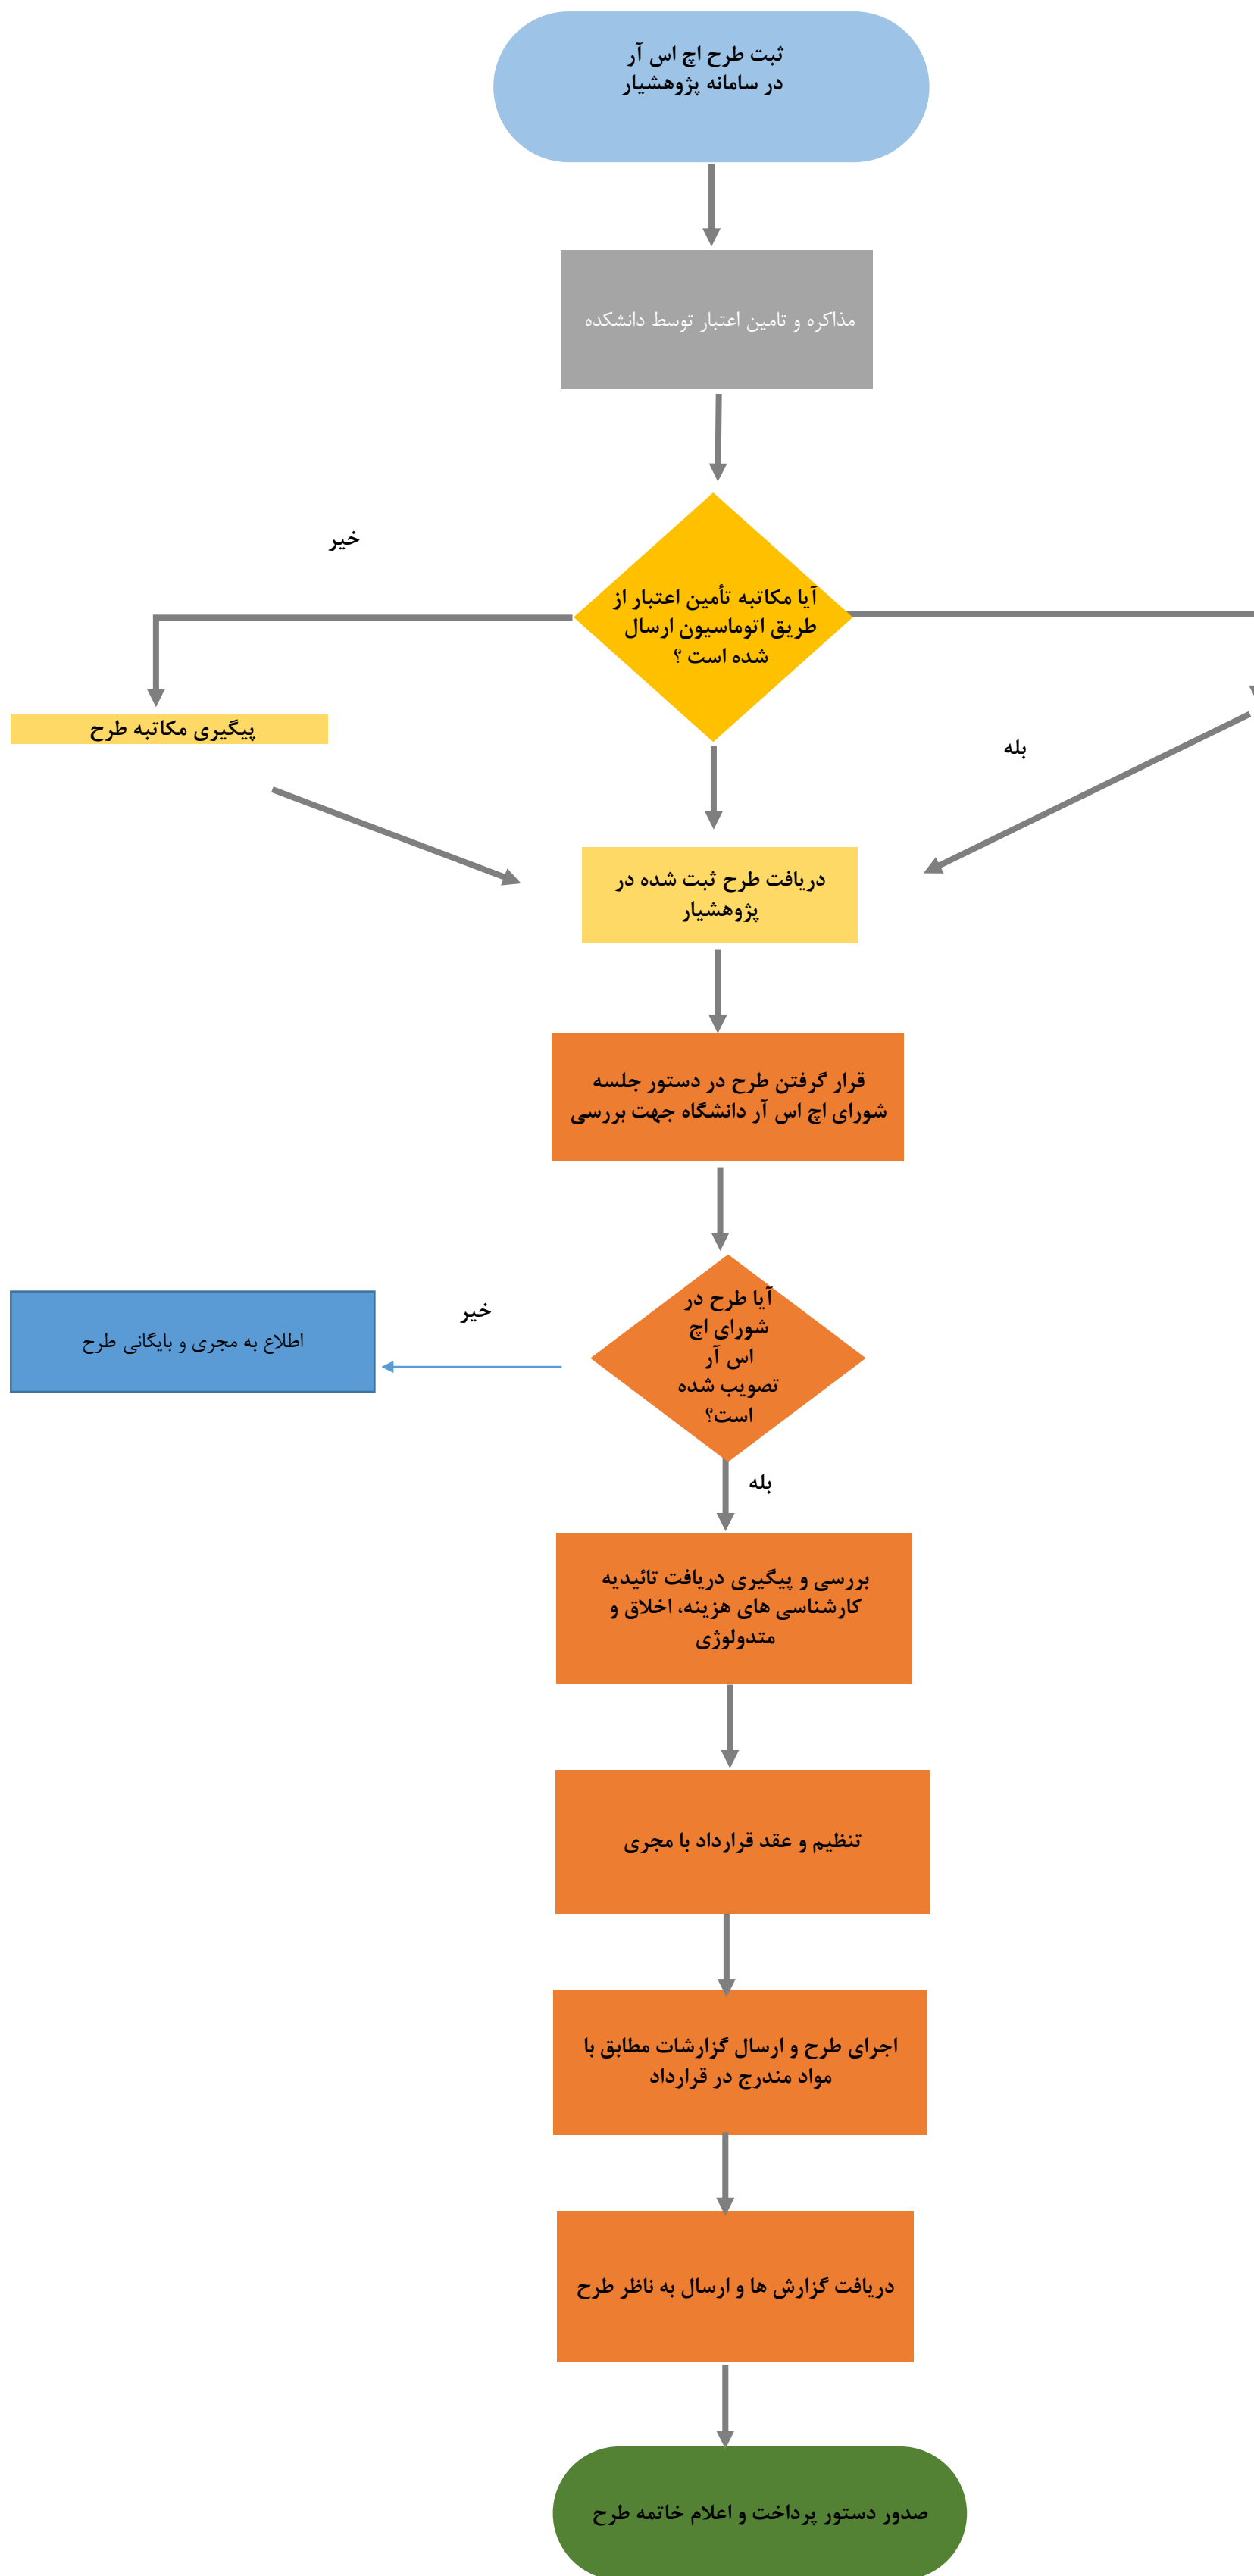 ثبت طرح اچ اس آر
در سامانه پژوهشیار
مذاکره و تامین اعتبار توسط دانشکده
خیر
آیا مکاتبه تأمین اعتبار از
طریق اتوماسیون ارسال
شده است ؟
پیگیری مکاتبه طرح
بله
دریافت طرح ثبت شده در
پژوهشیار
قرار گرفتن طرح در دستور جلسه
شورای اچ اس آر دانشگاه جهت بررسی
آیا طرح در
شورای اچ
اس آر
تصویب شده
است؟
خیر
اطلاع به مجری و بایگانی طرح
بله
بررسی و پیگیری دریافت تائیدیه
کارشناسی های هزینه، اخلاق و
متدولوژی
تنظیم و عقد قرارداد با مجری
اجرای طرح و ارسال گزارشات مطابق با
مواد مندرج در قرارداد
دریافت گزارش ها و ارسال به ناظر طرح
صدور دستور پرداخت و اعلام خاتمه طرح